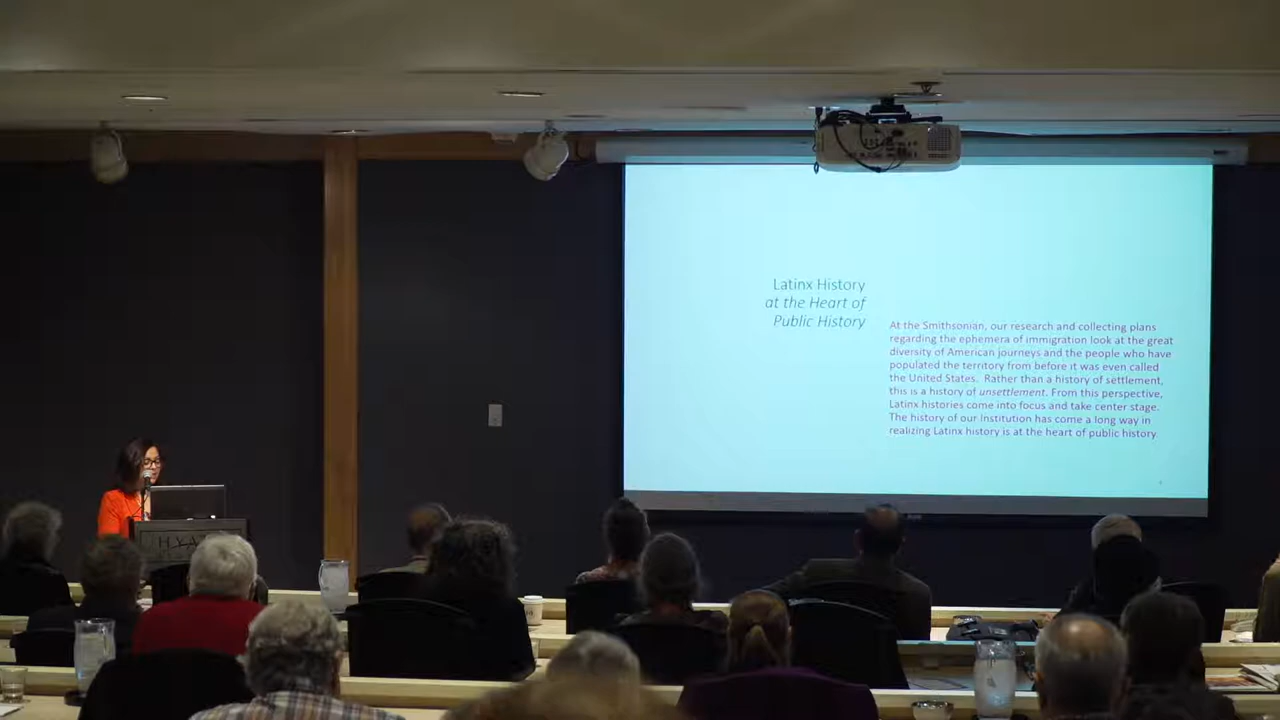 Latinx History
at the Heart of
Public History
At the Smithsonian, our research and collecting plans
regarding the ephemera of immigration look at the great
diversity of American journeys and the people who have
populated the territory from before it was even called
the United States. Rather than a history of settlement,
this is a history of unsettlement. From this perspective,
Latinx histories come into focus and take center stage.
The history of our Institution has come a long way in
realizing Latinx history is at the heart of public history.